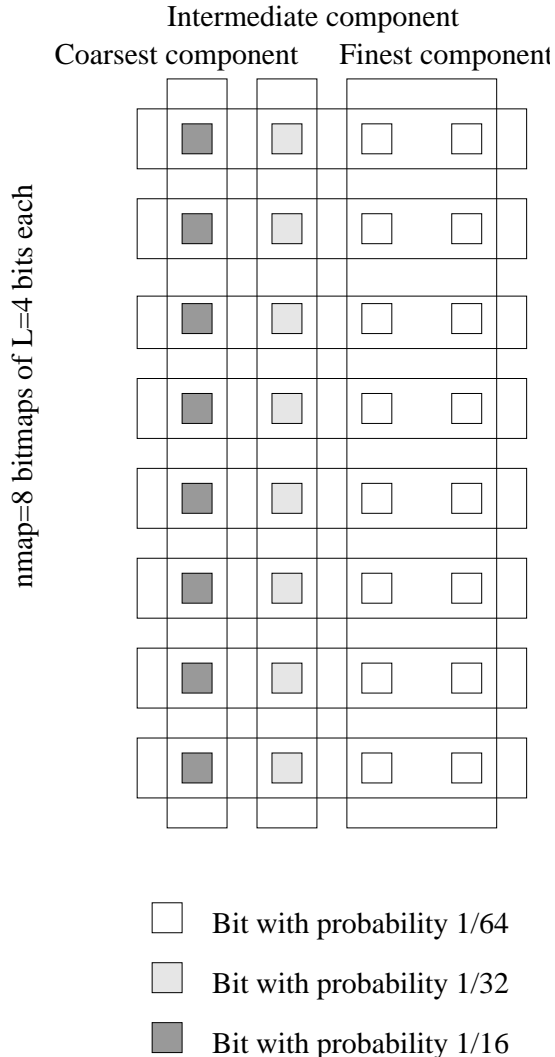 Intermediate component
Coarsest component
Finest component
nmap=8 bitmaps of L=4 bits each
Bit with probability 1/64
Bit with probability 1/32
Bit with probability 1/16